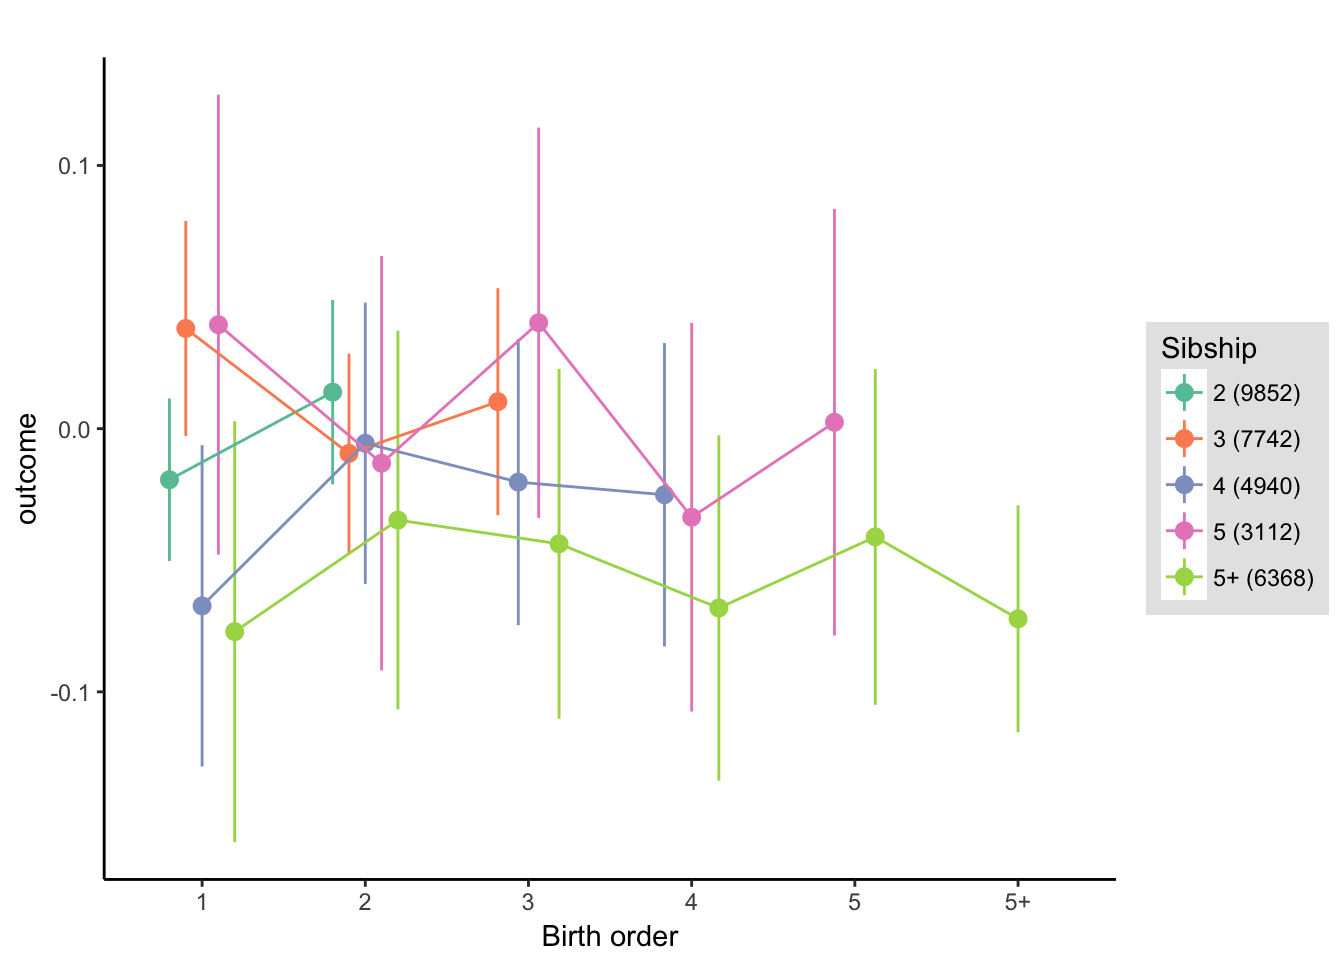 0.1
0.0
-0.1
outcome
1 2 3 4 5 5+
Birth order
Sibship
2 (9852)
3 (7742)
4 (4940)
5 (3112)
5+ (6368)